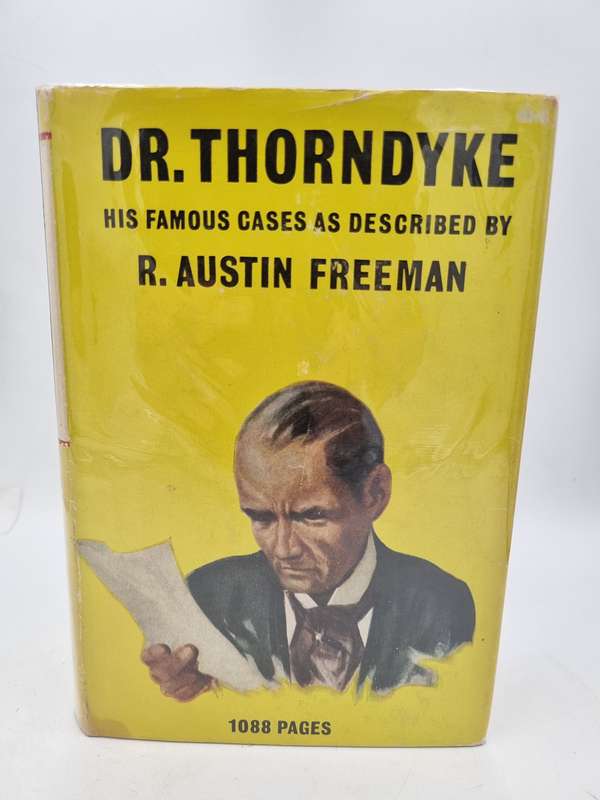 DR. THORNDYKE
HIS FAMOUS CASES AS DESCRIBED BY
R. AUSTIN FREEMAN
1088 PAGES